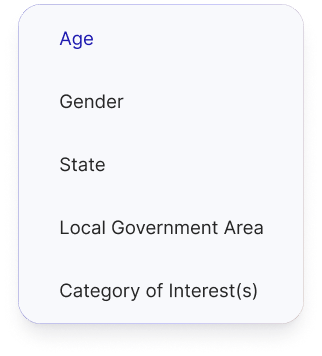 Age
Gender
State
Local Government Area
Category of Interest(s)